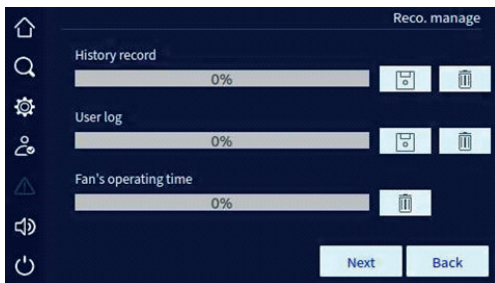 Reco. manage
History record
0%
User log
0%
Fan's operating time
0%
Next Back